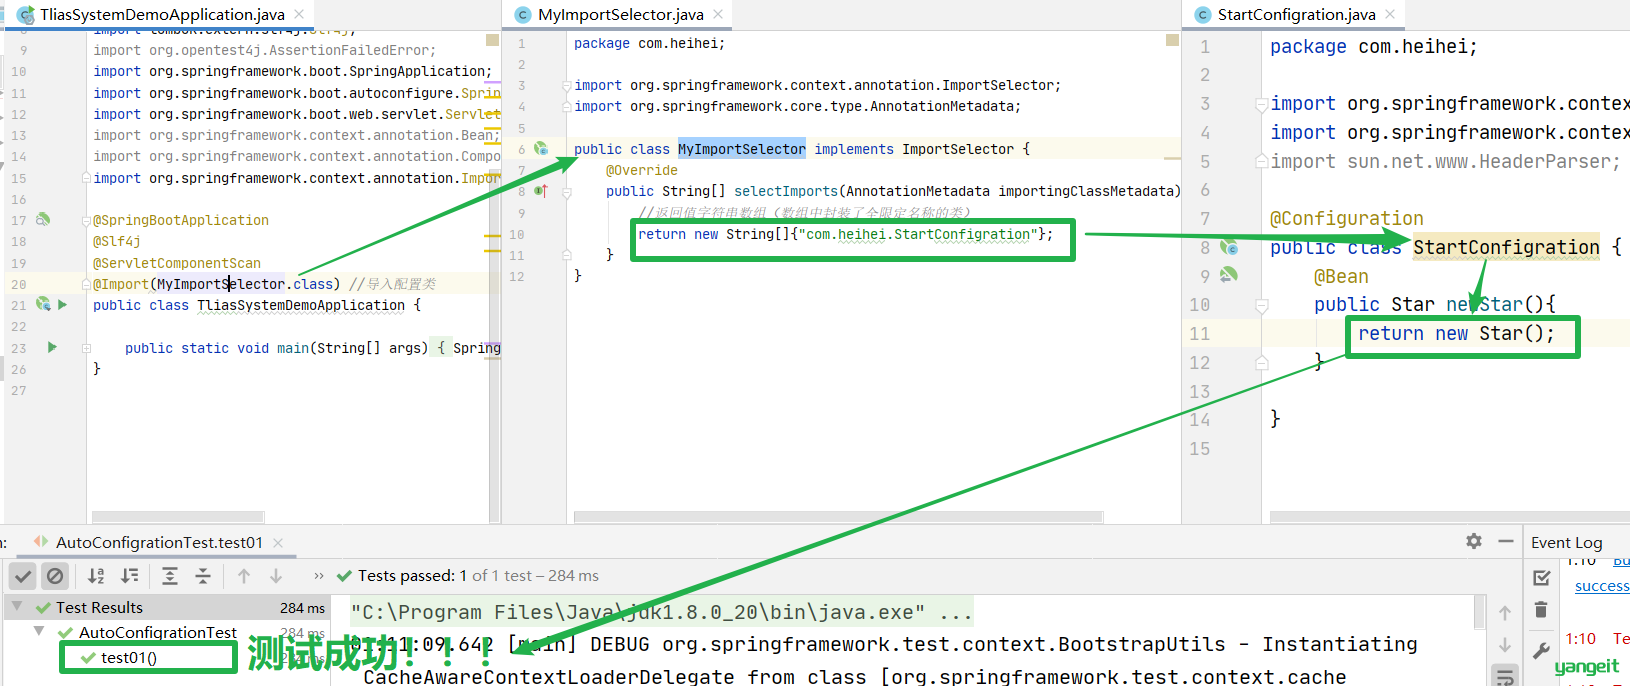 TliasSystemDemoApplication.java
8 import lombok.extern.slf4j.Slf4j;
9 import org.opentest4j.AssertionFailedError;
10 import org.springframework.boot.SpringApplication;
11 import org.springframework.boot.autoconfigure.Sprin
12 import org.springframework.boot.web.servlet.Servlet
13 import org.springframework.context.annotation.Bean;
14 import org.springframework.context.annotation.Compo
15 import org.springframework.context.annotation.Impor
16
17 @SpringBootApplication
18 @Slf4j
19 @ServletComponentScan
20 @Import(MyImportSelector.class) //导入配置类
21 public class TLiasSystemDemoApplication {
22
23 public static void main(String[] args) { Spring
26 }
27
MyImportSelector.java
1 package com.heihei;
2
3 import org.springframework.context.annotation.ImportSelector;
4 import org.springframework.core.type.AnnotationMetadata;
5
6 public class MyImportSelector implements ImportSelector {
7 @Override
8 public String[] selectImports(AnnotationMetadata importingClassMetadata)
9 //返回值字符串数组（数组中封装了全限定名称的类）
10 return new String[]{"com.heihei.StartConfigration"};
11 }
12 }
StartConfigration.java
1 package com.heihei;
2
3 import org.springframework.contex
4 import org.springframework.contex
5 import sun.net.www.HeaderParser;
6
7 @Configuration
8 public class StartConfigration {
9 @Bean
10 public Star newStar(){
11 return new Star();
12 }
13
14 }
15
AutoConfigrationTest.test01
Tests passed: 1 of 1 test – 284 ms
Test Results 284 ms
AutoConfigrationTest 284 ms
test01()
测试成功！！！
"C:\Program Files\Java\jdk1.8.0_20\bin\java.exe" ...
01:11:09.642 [main] DEBUG org.springframework.test.context.BootstrapUtils - Instantiating
CacheAwareContextLoaderDelegate from class [org.springframework.test.context.cache
Event Log
1:10 Bu
success
1:10 Te
yangeit